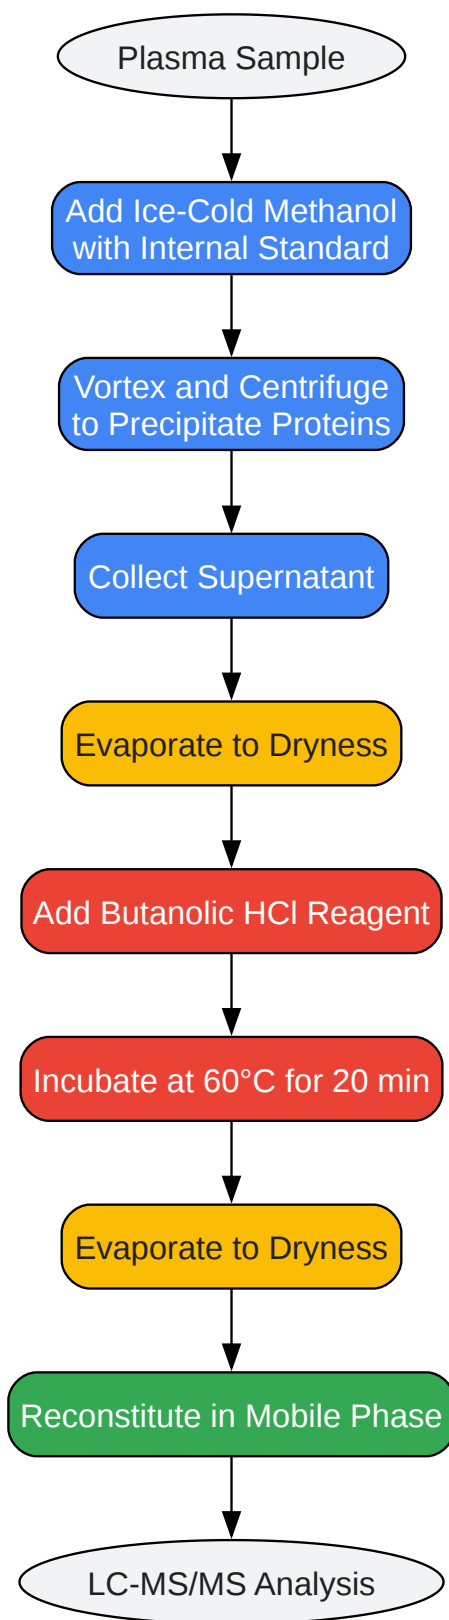 Plasma Sample
Add Ice-Cold Methanol
with Internal Standard
Vortex and Centrifuge
to Precipitate Proteins
Collect Supernatant
Evaporate to Dryness
Add Butanolic HCl Reagent
Incubate at 60°C for 20 min
Evaporate to Dryness
Reconstitute in Mobile Phase
LC-MS/MS Analysis